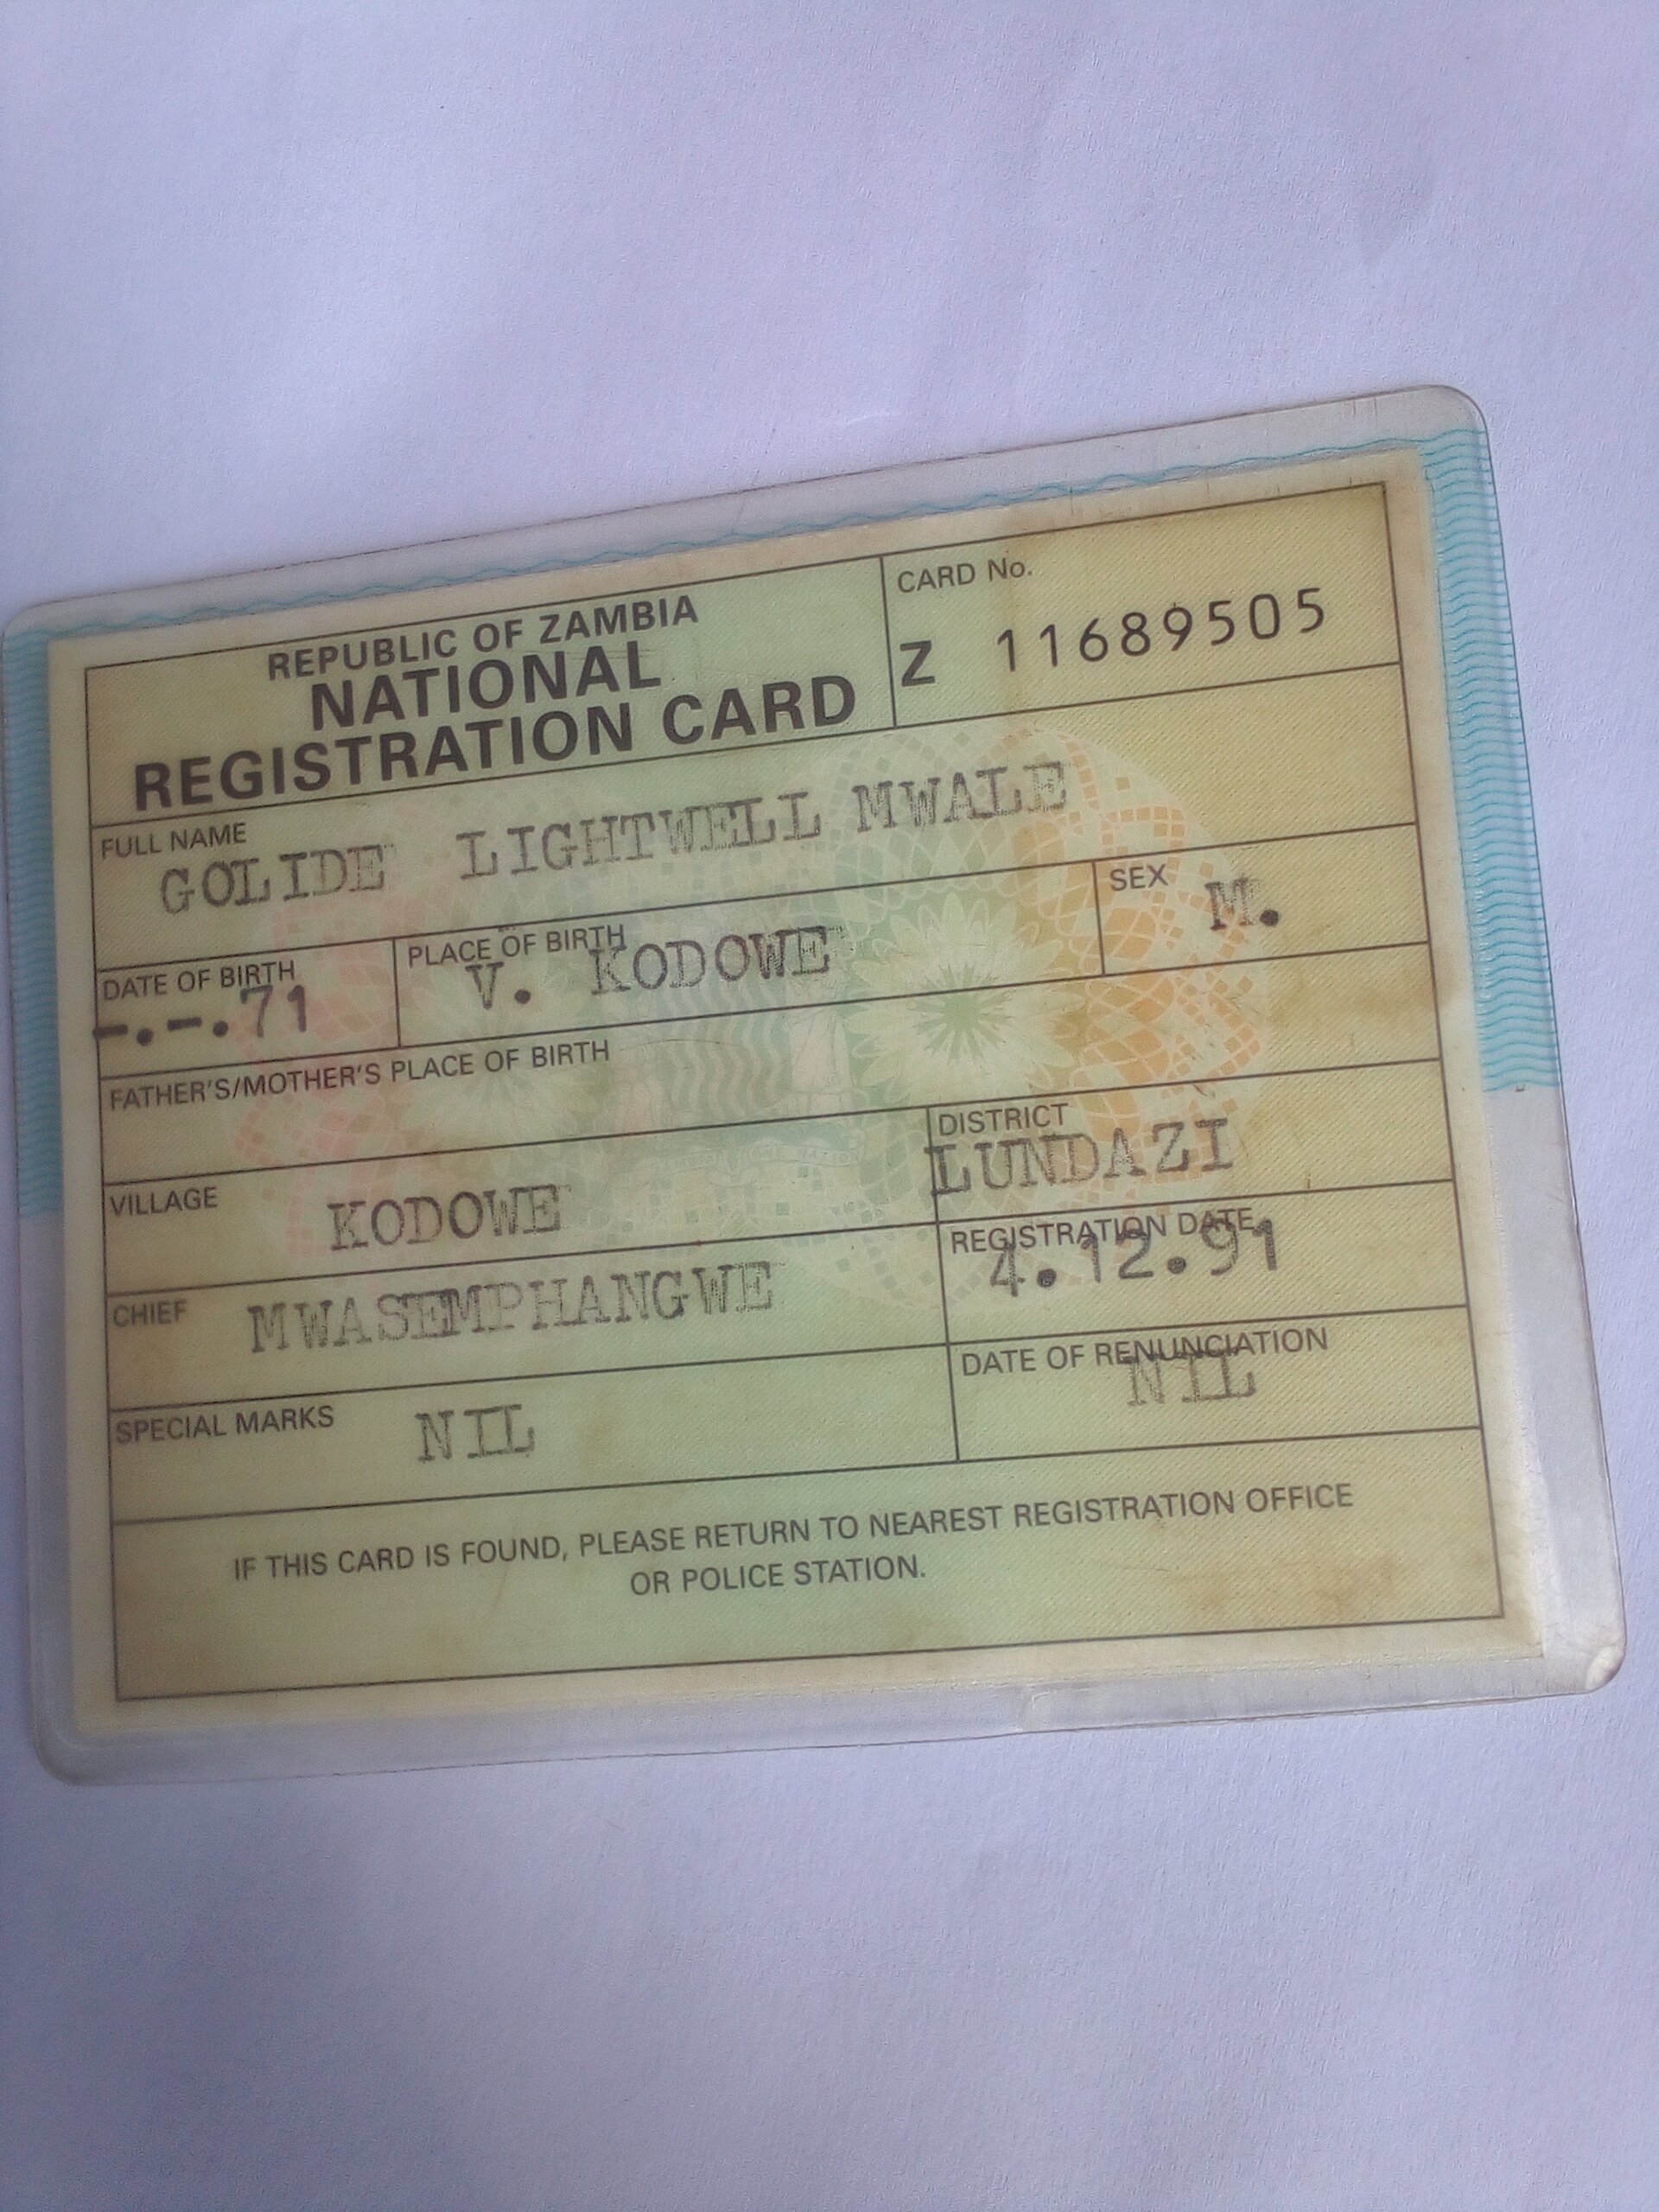 REPUBLIC OF ZAMBIA
NATIONAL
REGISTRATION CARD
CARD No.
Z 11689505
FULL NAME
GOLIDE LIGHTWELL MWALE
DATE OF BIRTH
-.-.71
PLACE OF BIRTH
V. KODOWE
SEX M.
FATHER'S/MOTHER'S PLACE OF BIRTH
VILLAGE KODOWE
DISTRICT
LUNDAZI
CHIEF MWASEMPHANGWE
REGISTRATION DATE
4.12.91
SPECIAL MARKS NIL
DATE OF RENUNCIATION
NIL
IF THIS CARD IS FOUND, PLEASE RETURN TO NEAREST REGISTRATION OFFICE
OR POLICE STATION.